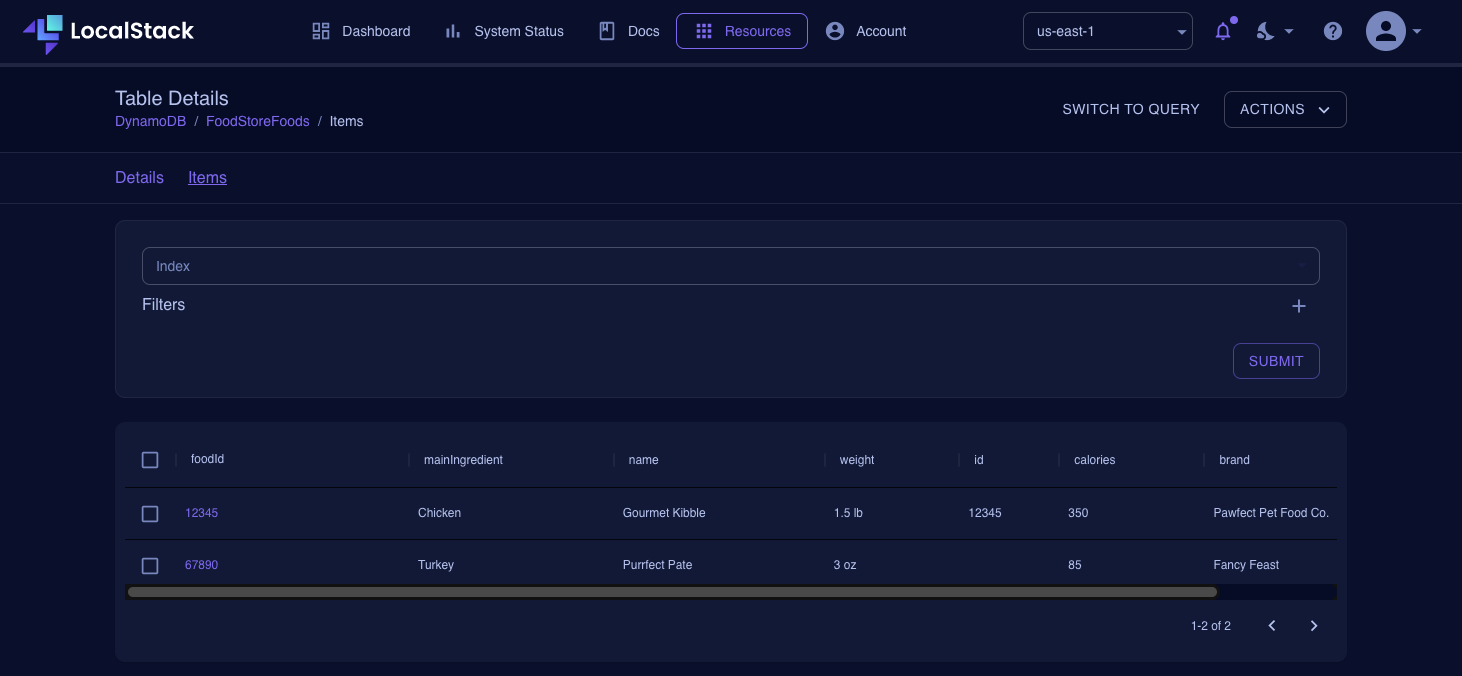 LocalStack Dashboard System Status Docs Resources Account us-east-1
Table Details
DynamoDB / FoodStoreFoods / Items
SWITCH TO QUERY ACTIONS
Details Items
Index
Filters
SUBMIT
foodId mainIngredient name weight id calories brand
12345 Chicken Gourmet Kibble 1.5 lb 12345 350 Pawfect Pet Food Co.
67890 Turkey Purrfect Pate 3 oz 85 Fancy Feast
1-2 of 2